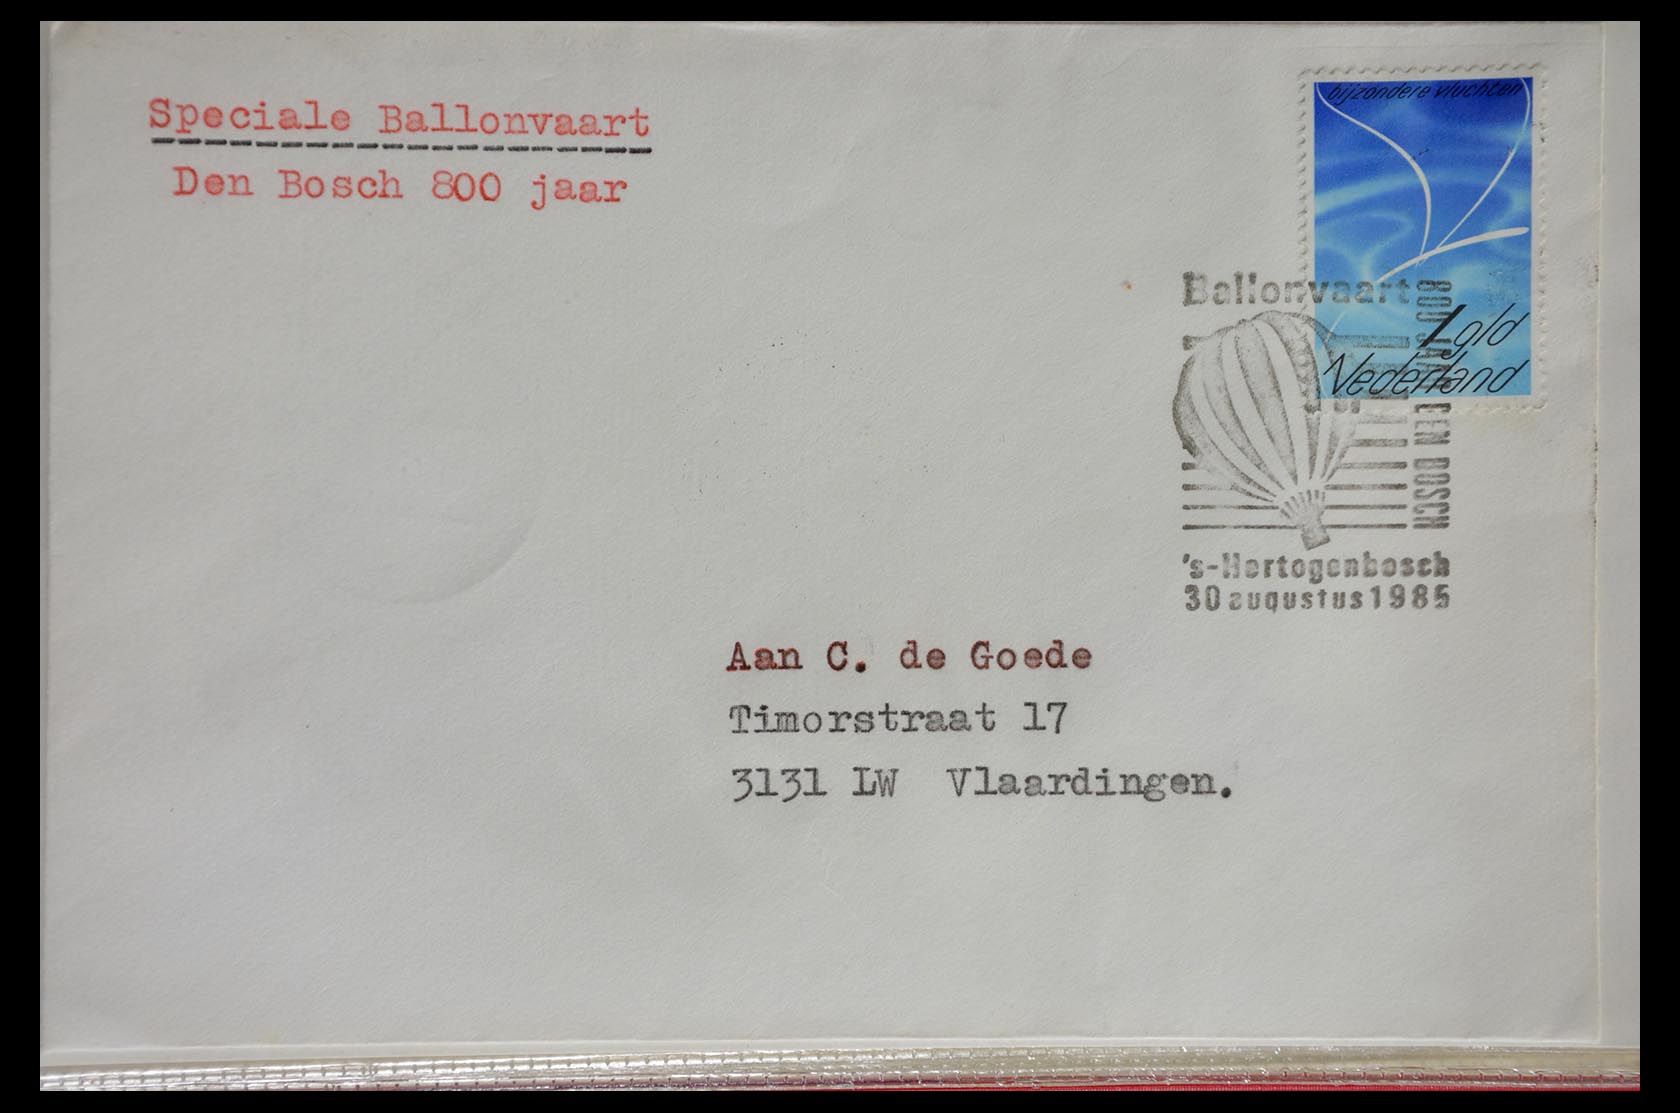 Speciale Ballonvaart
Den Bosch 800 jaar
bijzondere vluchten
1 gld
Nederland
Ballonvaart
800 JAAR DEN BOSCH
's-Hertogenbosch
30 augustus 1985
Aan C. de Goede
Timorstraat 17
3131 LW Vlaardingen.